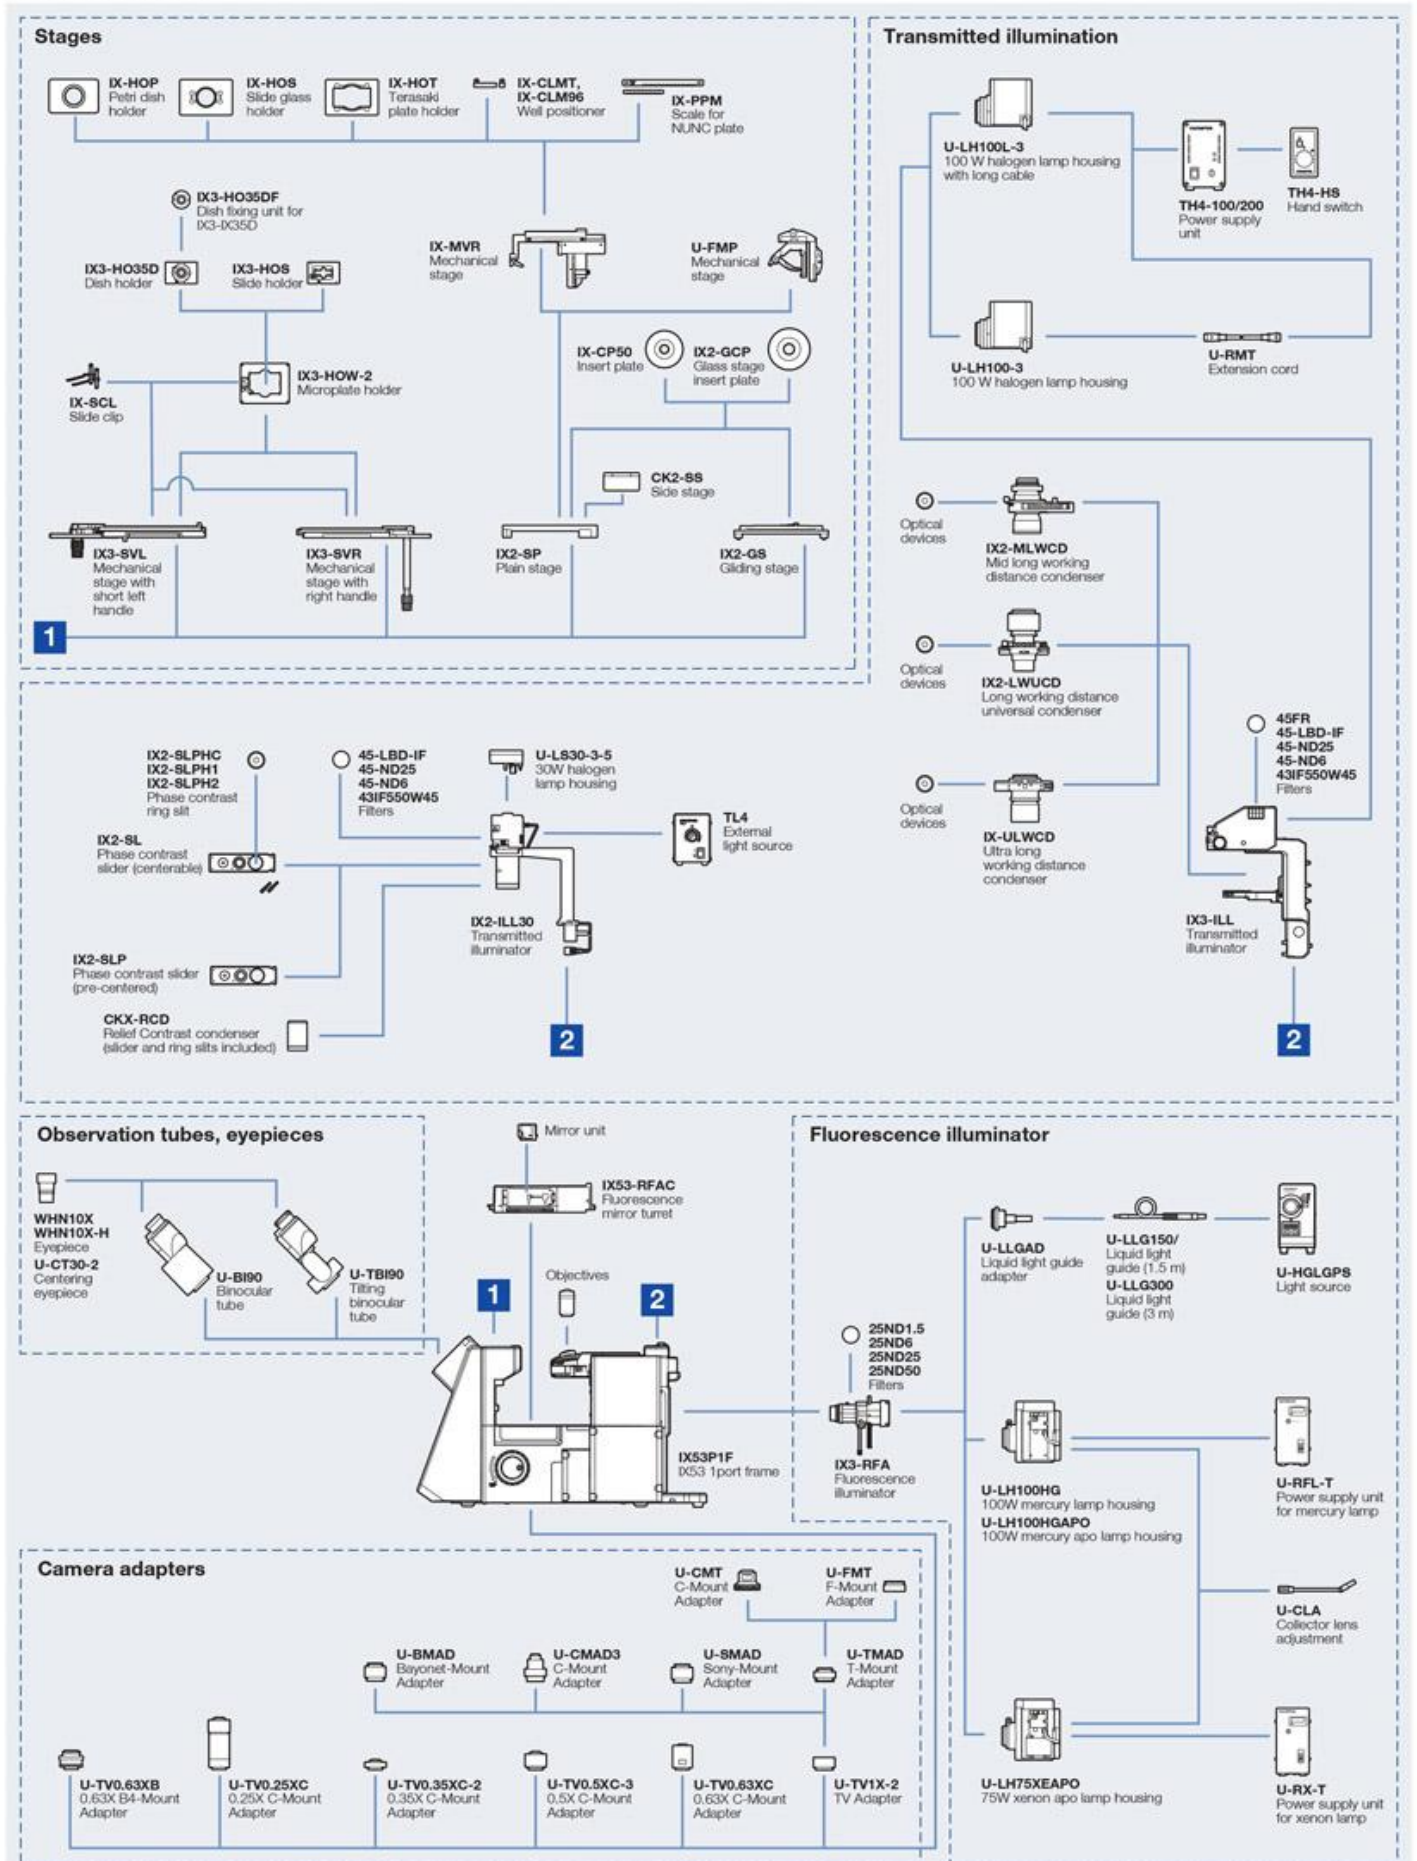 Stages
IX-HOP
Petri dish
holder
IX-HOS
Slide glass
holder
IX-HOT
Terasaki
plate holder
IX-CLMT,
IX-CLM96
Well positioner
IX-PPM
Scale for
NUNC plate
IX3-HO35DF
Dish fixing unit for
IX3-IX35D
IX3-HO35D
Dish holder
IX3-HOS
Slide holder
IX-MVR
Mechanical
stage
U-FMP
Mechanical
stage
IX-CP50
Insert plate
IX2-GCP
Glass stage
insert plate
IX-SCL
Slide clip
IX3-HOW-2
Microplate holder
CK2-SS
Side stage
IX3-SVL
Mechanical
stage with
short left
handle
IX3-SVR
Mechanical
stage with
right handle
IX2-SP
Plain stage
IX2-GS
Gliding stage
1
Transmitted illumination
U-LH100L-3
100 W halogen lamp housing
with long cable
TH4-100/200
Power supply
unit
TH4-HS
Hand switch
U-LH100-3
100 W halogen lamp housing
U-RMT
Extension cord
Optical
devices
IX2-MLWCD
Mid long working
distance condenser
Optical
devices
IX2-LWUCD
Long working distance
universal condenser
Optical
devices
IX-ULWCD
Ultra long
working distance
condenser
45FR
45-LBD-IF
45-ND25
45-ND6
43IF550W45
Filters
IX3-ILL
Transmitted
illuminator
2
IX2-SLPHC
IX2-SLPH1
IX2-SLPH2
Phase contrast
ring slit
45-LBD-IF
45-ND25
45-ND6
43IF550W45
Filters
U-LS30-3-5
30W halogen
lamp housing
TL4
External
light source
IX2-SL
Phase contrast
slider (centerable)
IX2-ILL30
Transmitted
illuminator
IX2-SLP
Phase contrast slider
(pre-centered)
CKX-RCD
Relief Contrast condenser
(slider and ring slits included)
2
Observation tubes, eyepieces
WHN10X
WHN10X-H
Eyepiece
U-CT30-2
Centering
eyepiece
U-BI90
Binocular
tube
U-TBI90
Tilting
binocular
tube
Mirror unit
IX53-RFAC
Fluorescence
mirror turret
Objectives
1
2
IX53P1F
IX53 1port frame
Fluorescence illuminator
U-LLGAD
Liquid light guide
adapter
U-LLG150/
Liquid light
guide (1.5 m)
U-LLG300
Liquid light
guide (3 m)
U-HGLGPS
Light source
25ND1.5
25ND6
25ND25
25ND50
Filters
IX3-RFA
Fluorescence
illuminator
U-LH100HG
100W mercury lamp housing
U-LH100HGAPO
100W mercury apo lamp housing
U-RFL-T
Power supply unit
for mercury lamp
U-CLA
Collector lens
adjustment
U-LH75XEAPO
75W xenon apo lamp housing
U-RX-T
Power supply unit
for xenon lamp
Camera adapters
U-CMT
C-Mount
Adapter
U-FMT
F-Mount
Adapter
U-BMAD
Bayonet-Mount
Adapter
U-CMAD3
C-Mount
Adapter
U-SMAD
Sony-Mount
Adapter
U-TMAD
T-Mount
Adapter
U-TV0.63XB
0.63X B4-Mount
Adapter
U-TV0.25XC
0.25X C-Mount
Adapter
U-TV0.35XC-2
0.35X C-Mount
Adapter
U-TV0.5XC-3
0.5X C-Mount
Adapter
U-TV0.63XC
0.63X C-Mount
Adapter
U-TV1X-2
TV Adapter